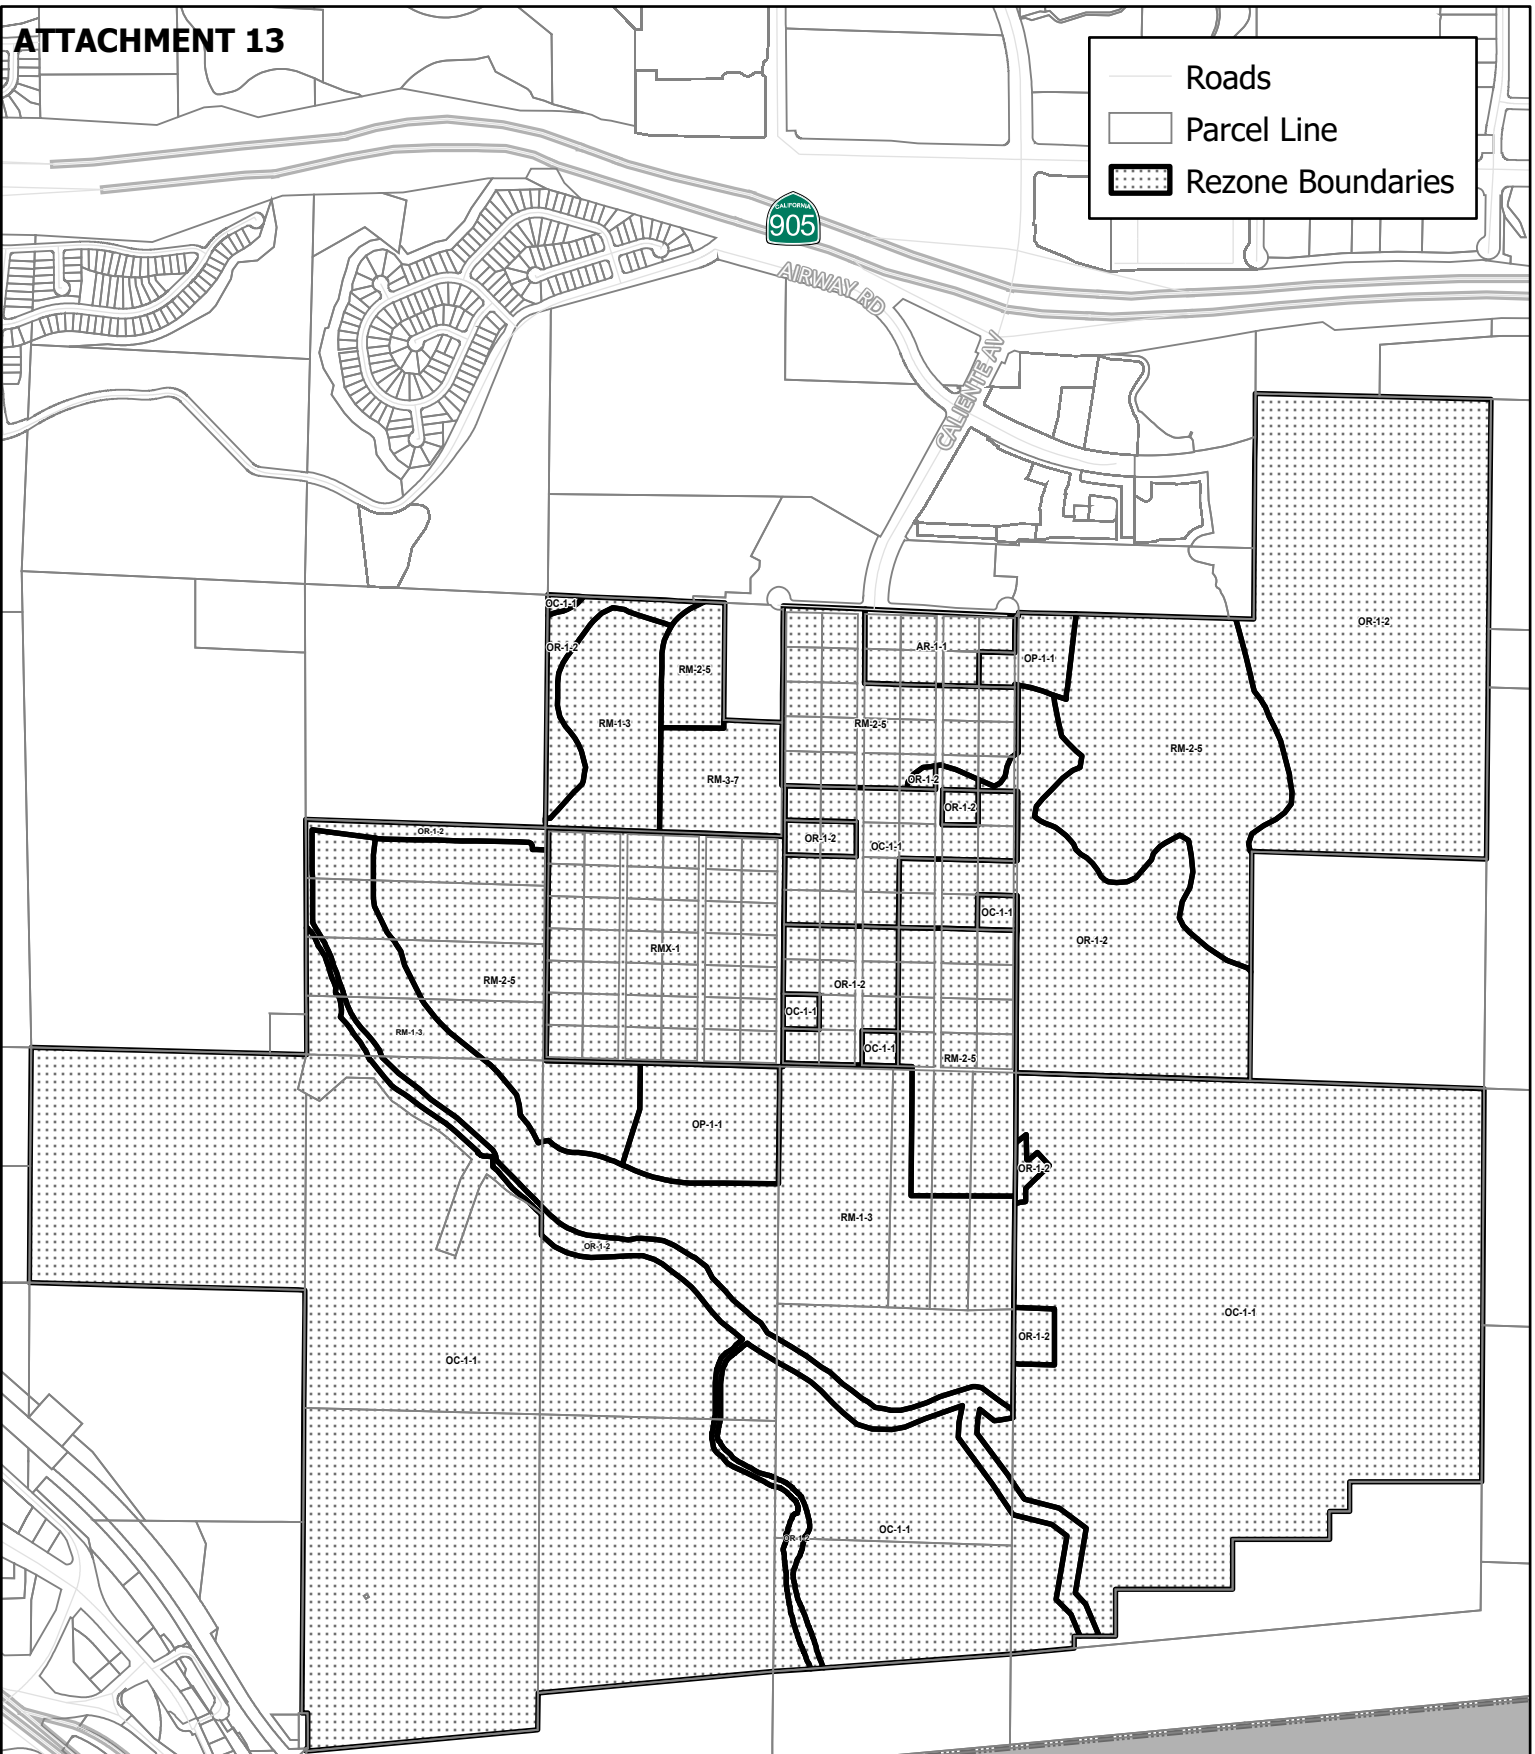 ATTACHMENT 13
Roads
Parcel Line
Rezone Boundaries
CALIFORNIA
905
AIRWAY RD
CALIENTE AV
OC-1-1
OR-1-2
RM-2-5
RM-1-3
RM-3-7
AR-1-1
OP-1-1
RM-2-5
OR-1-2
RM-2-5
OR-1-2
OR-1-2
OR-1-2
OC-1-1
OR-1-2
OC-1-1
OR-1-2
RMX-1
RM-2-5
OR-1-2
OC-1-1
RM-1-3
OC-1-1
RM-2-5
OP-1-1
OR-1-2
RM-1-3
OR-1-2
OC-1-1
OR-1-2
OC-1-1
OC-1-1
OR-1-2